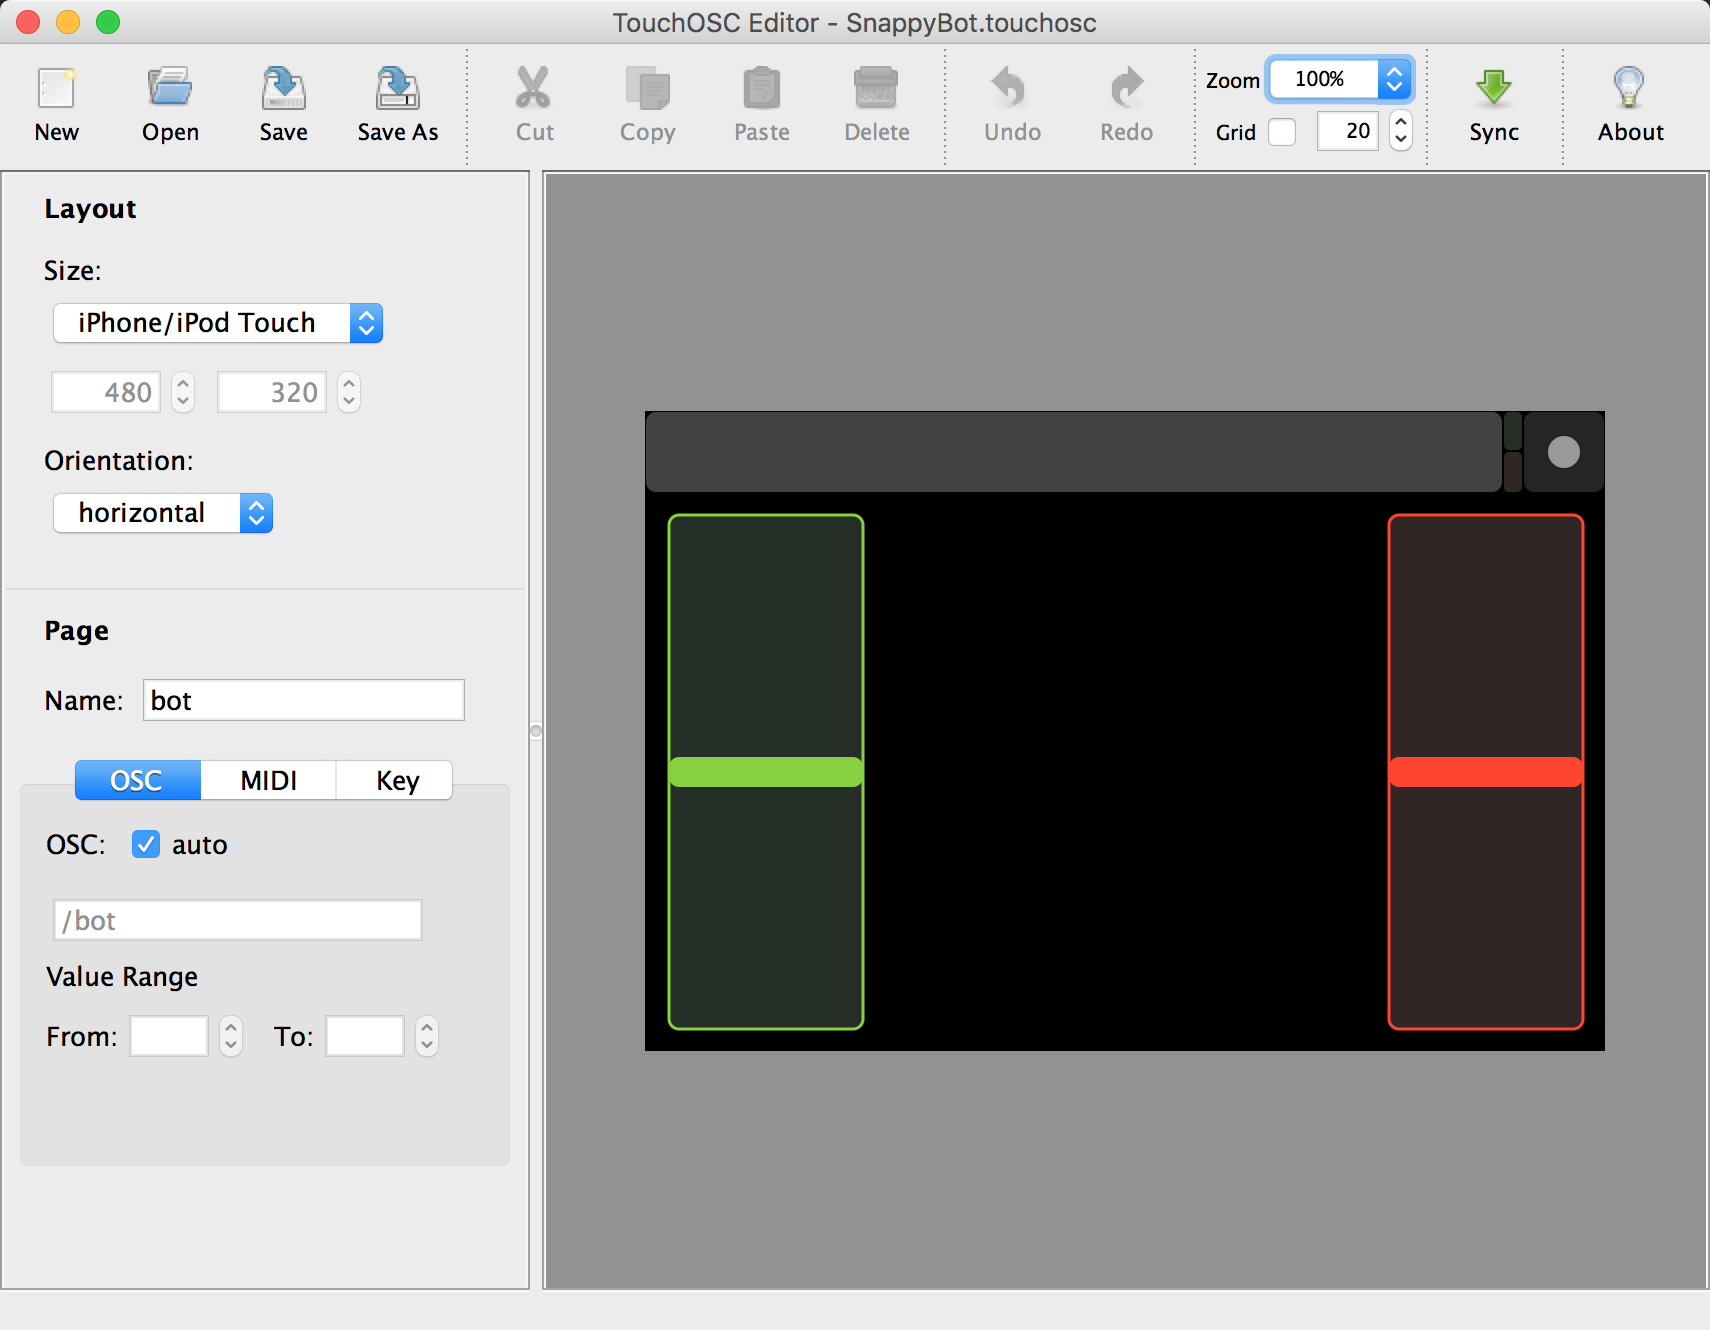 TouchOSC Editor - SnappyBot.touchosc
New Open Save Save As Cut Copy Paste Delete Undo Redo Zoom 100% Grid 20 Sync About
Layout
Size:
iPhone/iPod Touch
480 320
Orientation:
horizontal
Page
Name: bot
OSC MIDI Key
OSC: auto
/bot
Value Range
From: To: